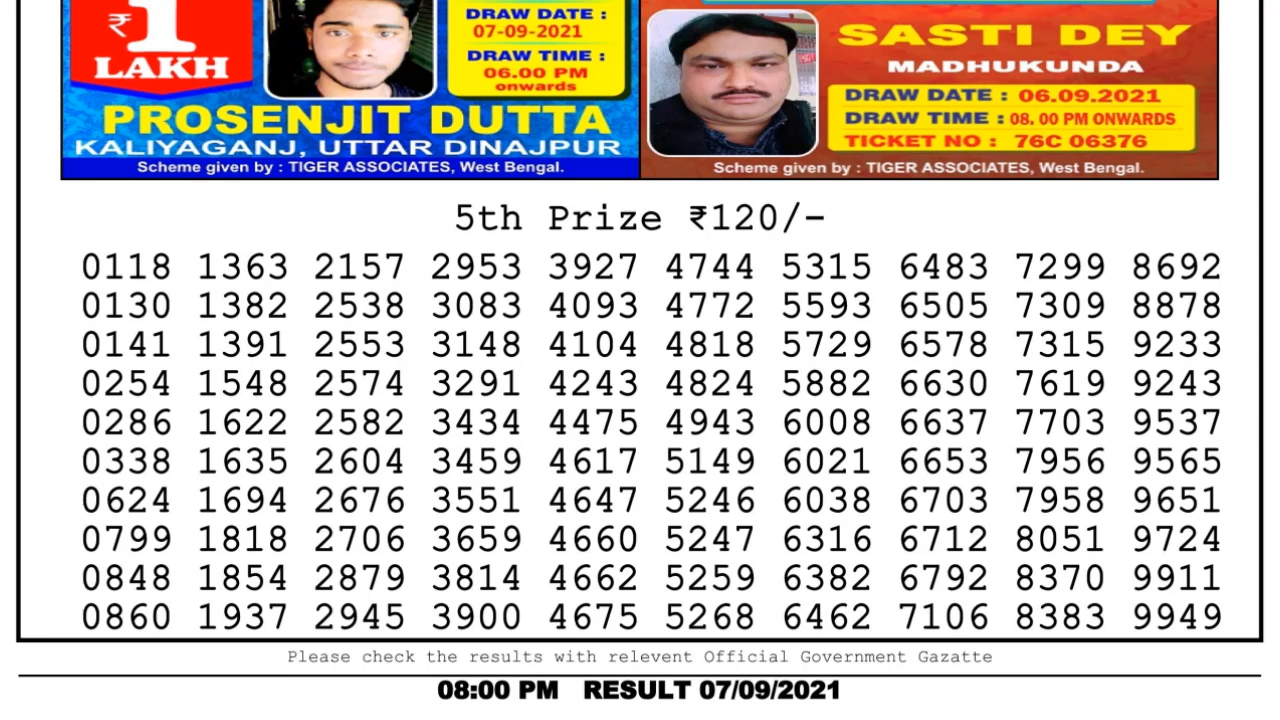 ₹1
LAKH
DRAW DATE :
07-09-2021
DRAW TIME :
06.00 PM
onwards
PROSENJIT DUTTA
KALIYAGANJ, UTTAR DINAJPUR
Scheme given by : TIGER ASSOCIATES, West Bengal.
SASTI DEY
MADHUKUNDA
DRAW DATE : 06.09.2021
DRAW TIME : 08. 00 PM ONWARDS
TICKET NO : 76C 06376
Scheme given by : TIGER ASSOCIATES, West Bengal.
5th Prize ₹120/-
0118 1363 2157 2953 3927 4744 5315 6483 7299 8692
0130 1382 2538 3083 4093 4772 5593 6505 7309 8878
0141 1391 2553 3148 4104 4818 5729 6578 7315 9233
0254 1548 2574 3291 4243 4824 5882 6630 7619 9243
0286 1622 2582 3434 4475 4943 6008 6637 7703 9537
0338 1635 2604 3459 4617 5149 6021 6653 7956 9565
0624 1694 2676 3551 4647 5246 6038 6703 7958 9651
0799 1818 2706 3659 4660 5247 6316 6712 8051 9724
0848 1854 2879 3814 4662 5259 6382 6792 8370 9911
0860 1937 2945 3900 4675 5268 6462 7106 8383 9949
Please check the results with relevent Official Government Gazatte
08:00 PM RESULT 07/09/2021